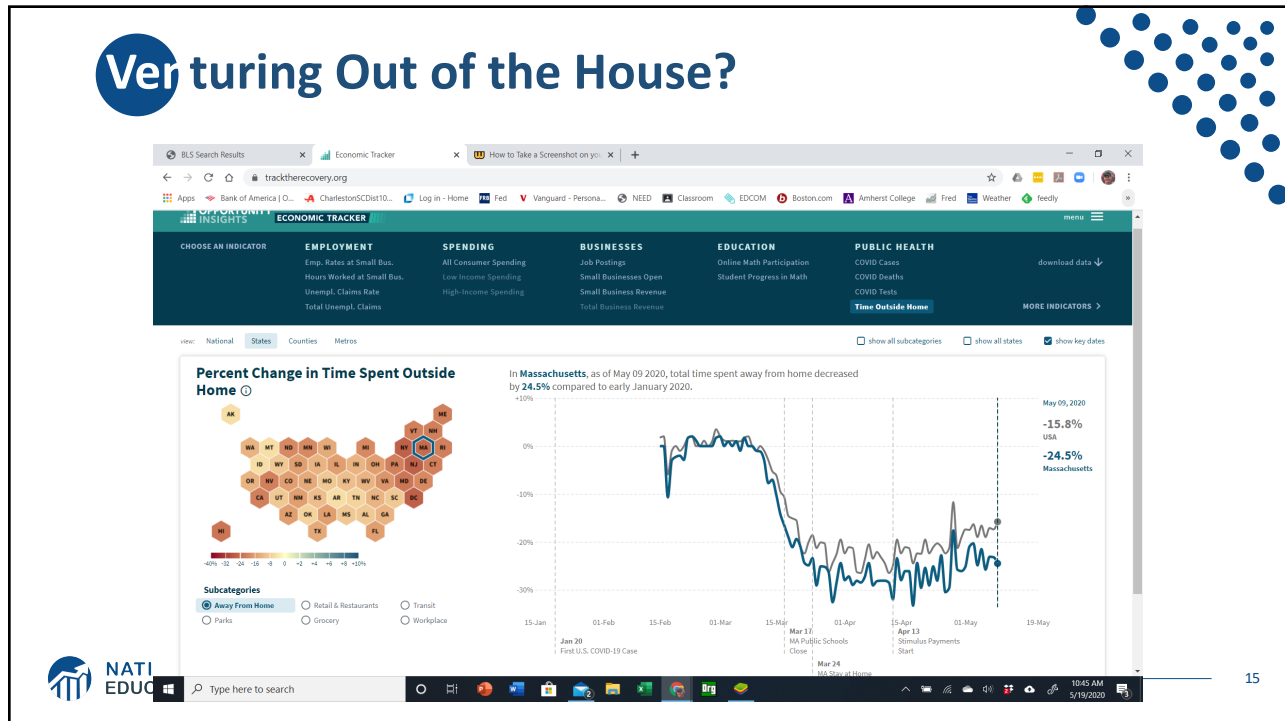 Venturing Out of the House?
BLS Search Results
Economic Tracker
How to Take a Screenshot on you
tracktherecovery.org
Apps
Bank of America | O...
CharlestonSCDist10...
Log in - Home
FRB Fed
Vanguard - Persona...
NEED
Classroom
EDCOM
Boston.com
Amherst College
Fred
Weather
feedly
OPPORTUNITY
INSIGHTS
ECONOMIC TRACKER
menu
CHOOSE AN INDICATOR
EMPLOYMENT
Emp. Rates at Small Bus.
Hours Worked at Small Bus.
Unempl. Claims Rate
Total Unempl. Claims
SPENDING
All Consumer Spending
Low Income Spending
High-Income Spending
BUSINESSES
Job Postings
Small Businesses Open
Small Business Revenue
Total Business Revenue
EDUCATION
Online Math Participation
Student Progress in Math
PUBLIC HEALTH
COVID Cases
COVID Deaths
COVID Tests
Time Outside Home
download data
MORE INDICATORS >
view: National States Counties Metros
show all subcategories
show all states
show key dates
Percent Change in Time Spent Outside
Home
AK ME
VT NH
WA MT ND MN WI MI NY MA RI
ID WY SD IA IL IN OH PA NJ CT
OR NV CO NE MO KY WV VA MD DE
CA UT NM KS AR TN NC SC DC
AZ OK LA MS AL GA
HI TX FL
-40% -32 -24 -16 -8 0 +2 +4 +6 +8 +10%
Subcategories
Away From Home Retail & Restaurants Transit
Parks Grocery Workplace
In Massachusetts, as of May 09 2020, total time spent away from home decreased
by 24.5% compared to early January 2020.
+10%
0%
-10%
-20%
-30%
15-Jan 01-Feb 15-Feb 01-Mar 15-Mar 01-Apr 15-Apr 01-May 19-May
Jan 20
First U.S. COVID-19 Case
Mar 17
MA Public Schools
Close
Mar 24
MA Stay at Home
Apr 13
Stimulus Payments
Start
May 09, 2020
-15.8%
USA
-24.5%
Massachusetts
NATI
EDUC
Type here to search
Org
10:45 AM
5/19/2020
15